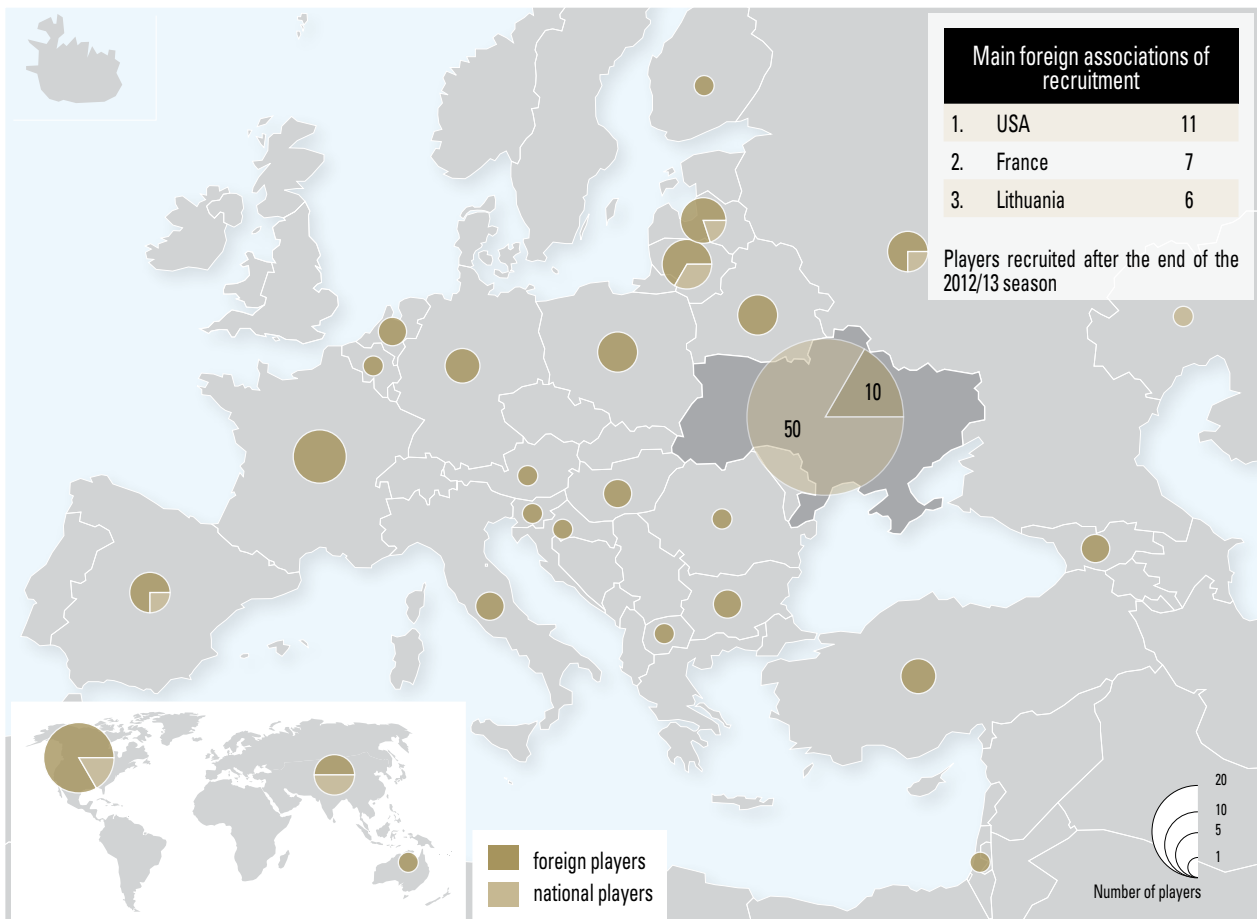 Main foreign associations of
recruitment
1. USA 11
2. France 7
3. Lithuania 6
Players recruited after the end of the
2012/13 season
10
50
foreign players
national players
20
10
5
1
Number of players